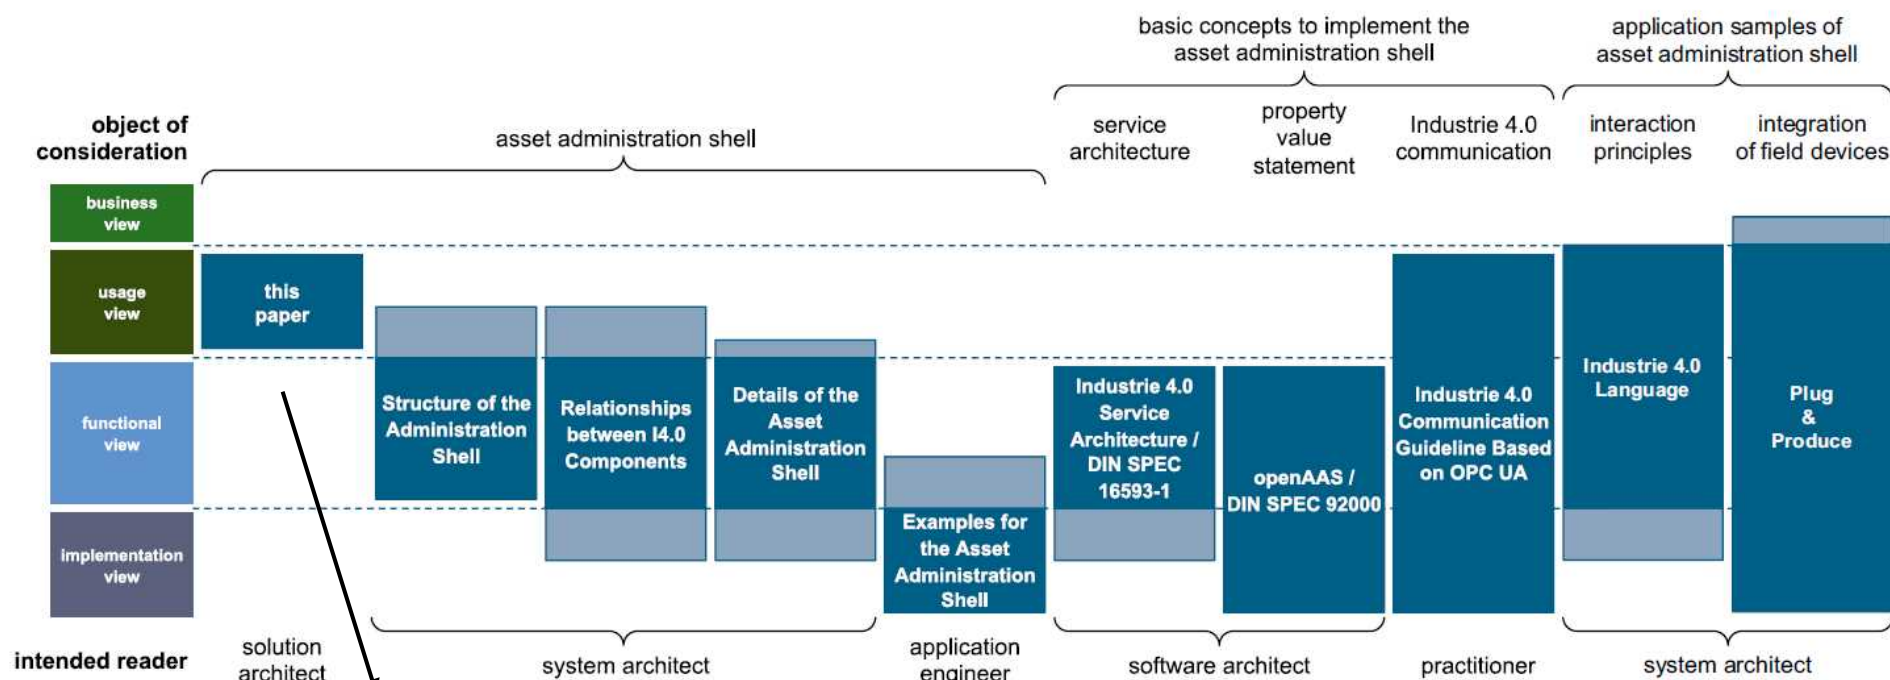 basic concepts to implement the
asset administration shell
application samples of
asset administration shell
object of
consideration
asset administration shell
service
architecture
property
value
statement
Industrie 4.0
communication
interaction
principles
integration
of field devices
business
view
usage
view
functional
view
implementation
view
this
paper
Structure of the
Administration
Shell
Relationships
between I4.0
Components
Details of the
Asset
Administration
Shell
Examples for
the Asset
Administration
Shell
Industrie 4.0
Service
Architecture /
DIN SPEC
16593-1
openAAS /
DIN SPEC 92000
Industrie 4.0
Communication
Guideline Based
on OPC UA
Industrie 4.0
Language
Plug
&
Produce
intended reader
solution
architect
system architect
application
engineer
software architect
practitioner
system architect